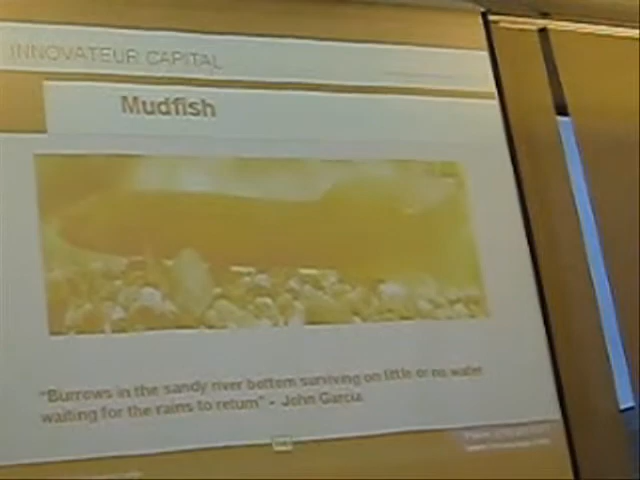 INNOVATEUR CAPITAL
Mudfish
"Burrows in the sandy river bottom surviving on little or no water
waiting for the rains to return" - John Garcia